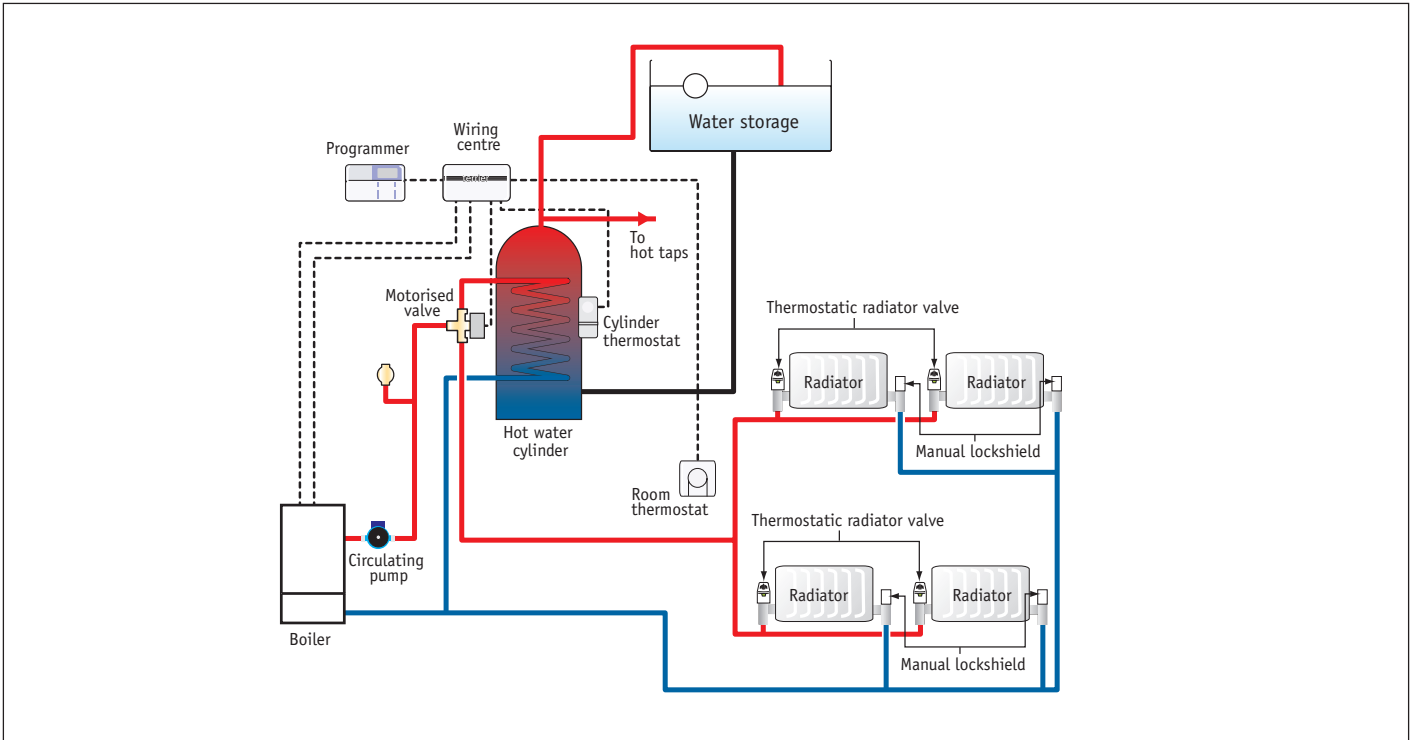 Water storage
Wiring
centre
Programmer
terrier
To
hot taps
Motorised
valve
Cylinder
thermostat
Thermostatic radiator valve
Radiator
Radiator
Hot water
cylinder
Manual lockshield
Room
thermostat
Thermostatic radiator valve
Circulating
pump
Radiator
Radiator
Boiler
Manual lockshield